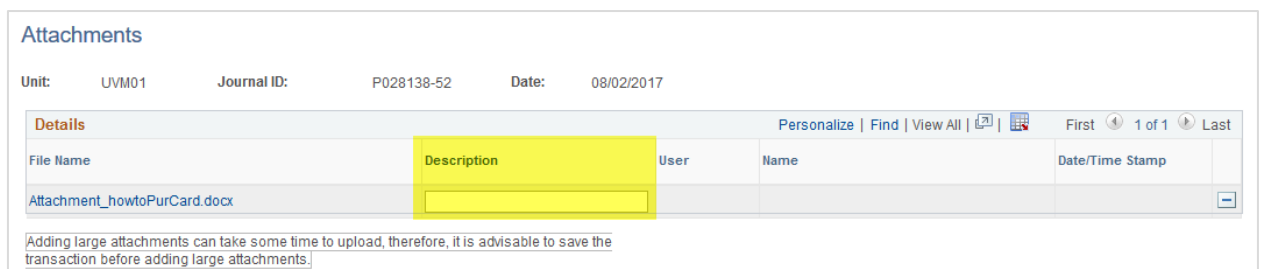 Attachments
Unit: UVM01 Journal ID: P028138-52 Date: 08/02/2017
Details Personalize | Find | View All | | First 1 of 1 Last
File Name Description User Name Date/Time Stamp
Attachment_howtoPurCard.docx
Adding large attachments can take some time to upload, therefore, it is advisable to save the
transaction before adding large attachments.